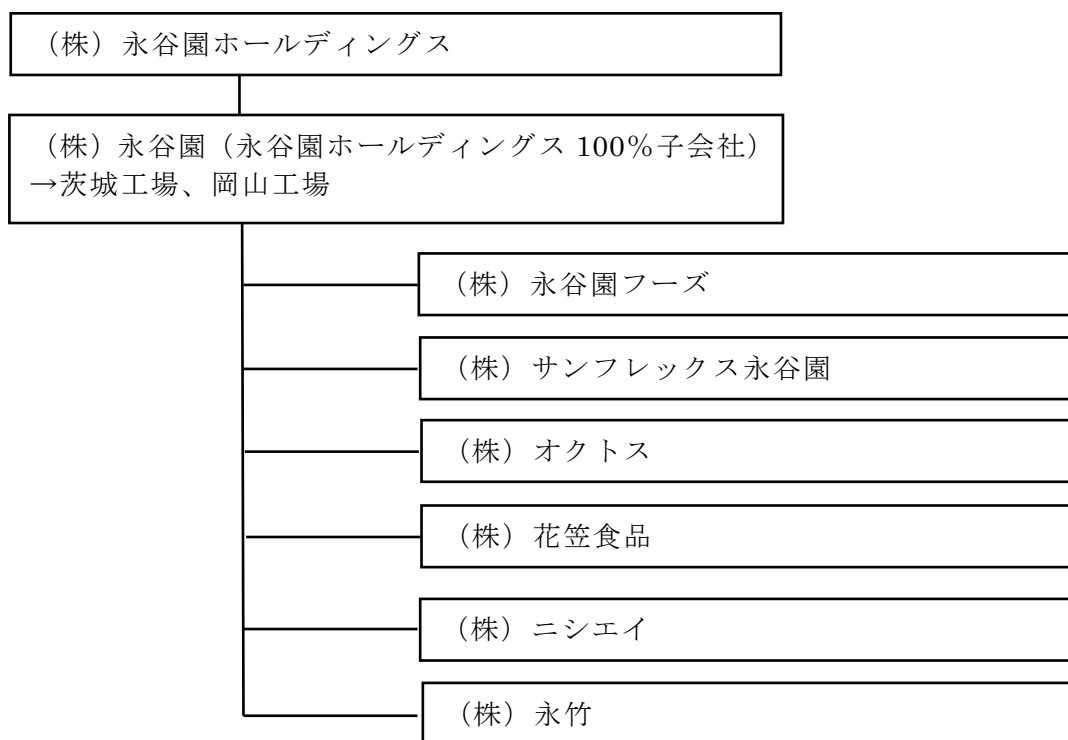 （株）永谷園ホールディングス
（株）永谷園（永谷園ホールディングス 100％子会社）
→茨城工場、岡山工場
（株）永谷園フーズ
（株）サンフレックス永谷園
（株）オクトス
（株）花笠食品
（株）ニシエイ
（株）永竹